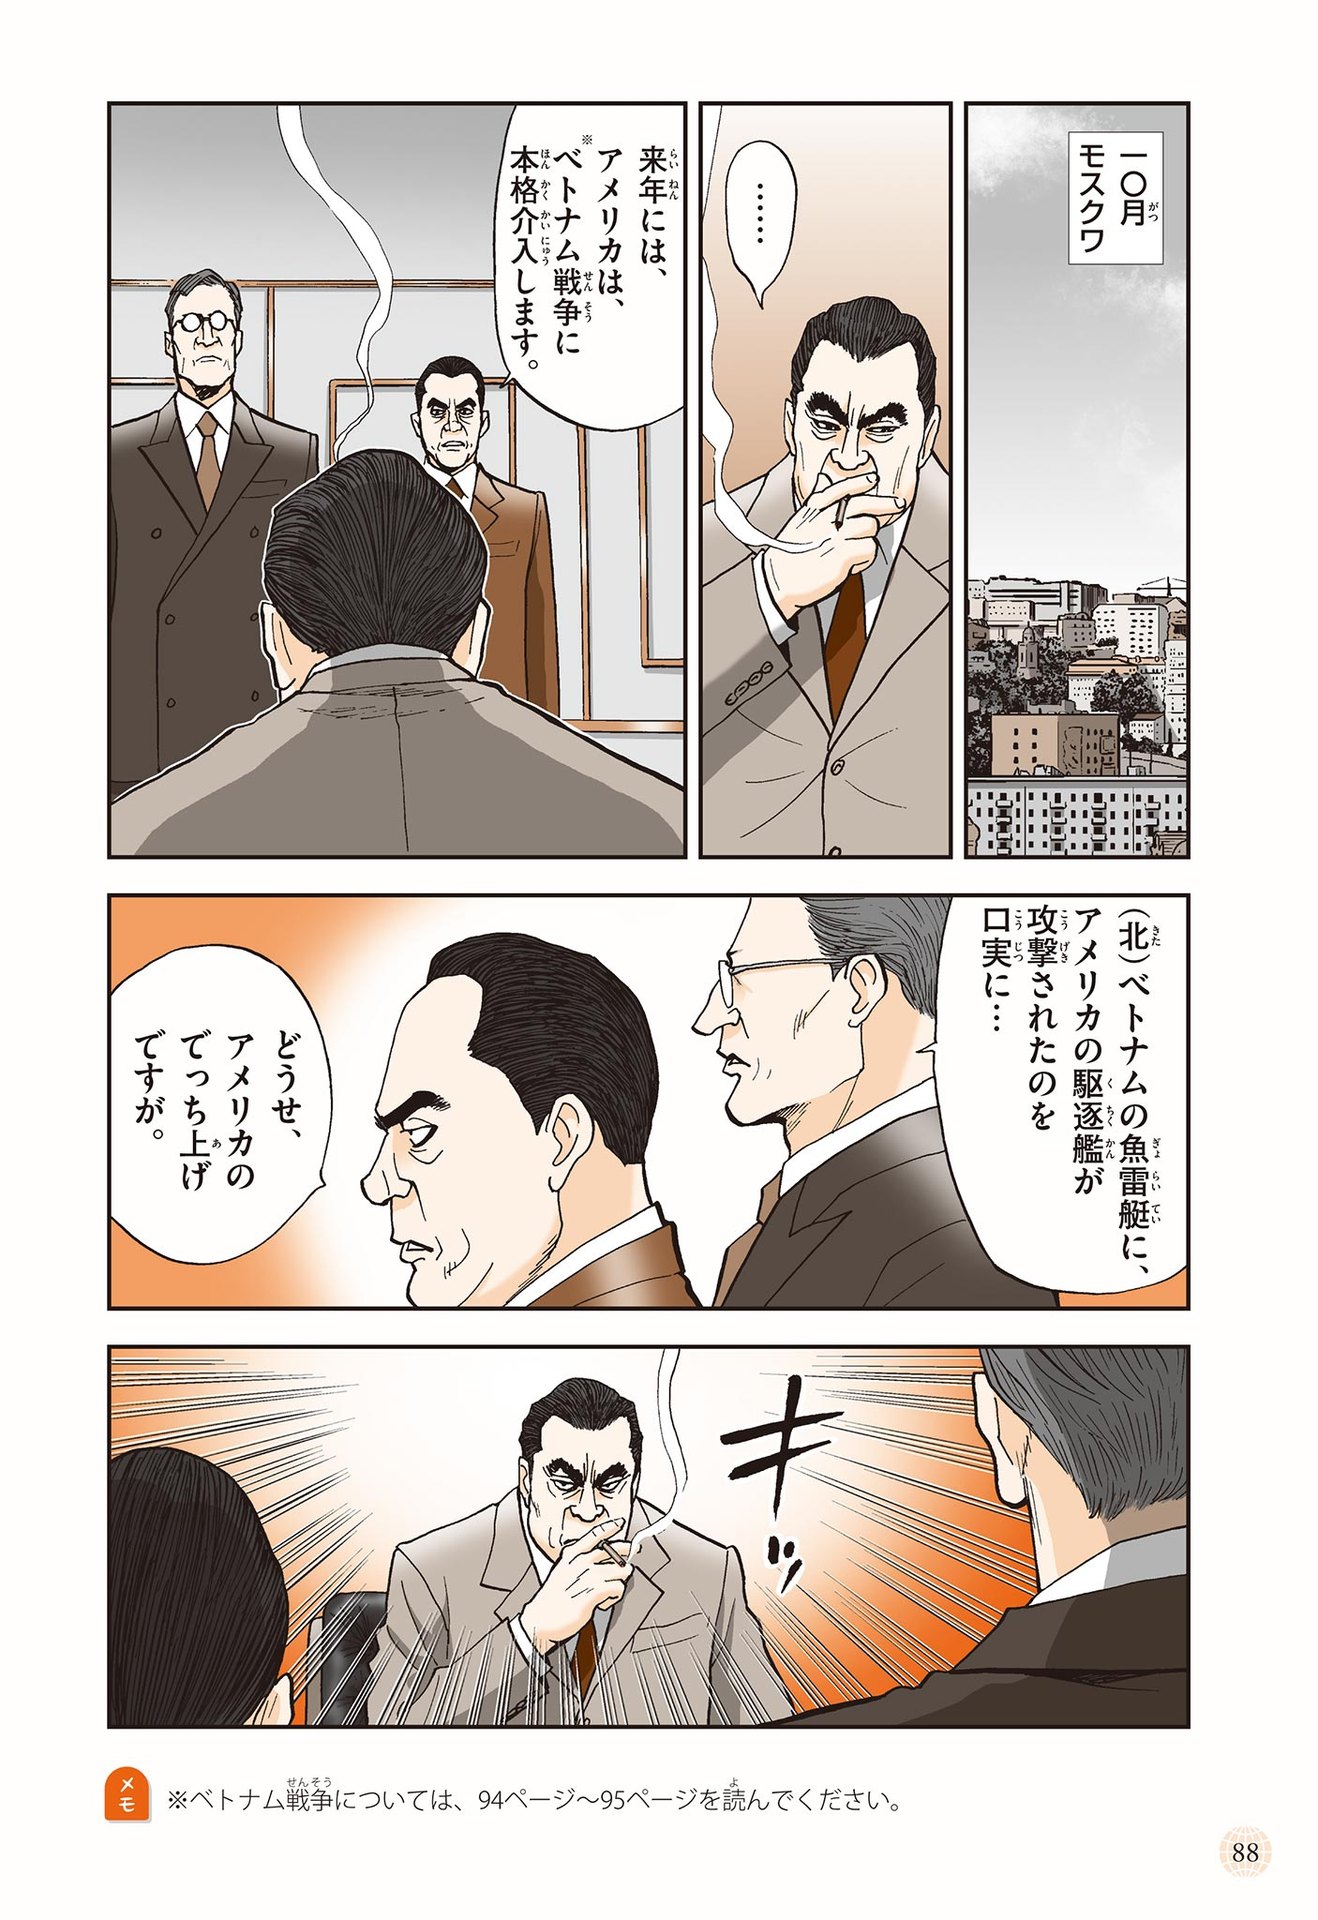 一〇月
モスクワ
……
来年には、
アメリカは、
※ベトナム戦争に
本格介入します。
(北)ベトナムの魚雷艇に、
アメリカの駆逐艦が
攻撃されたのを
口実に…
どうせ、
アメリカの
でっち上げ
ですが。
キッ
メモ
※ベトナム戦争については、94ページ～95ページを読んでください。
88